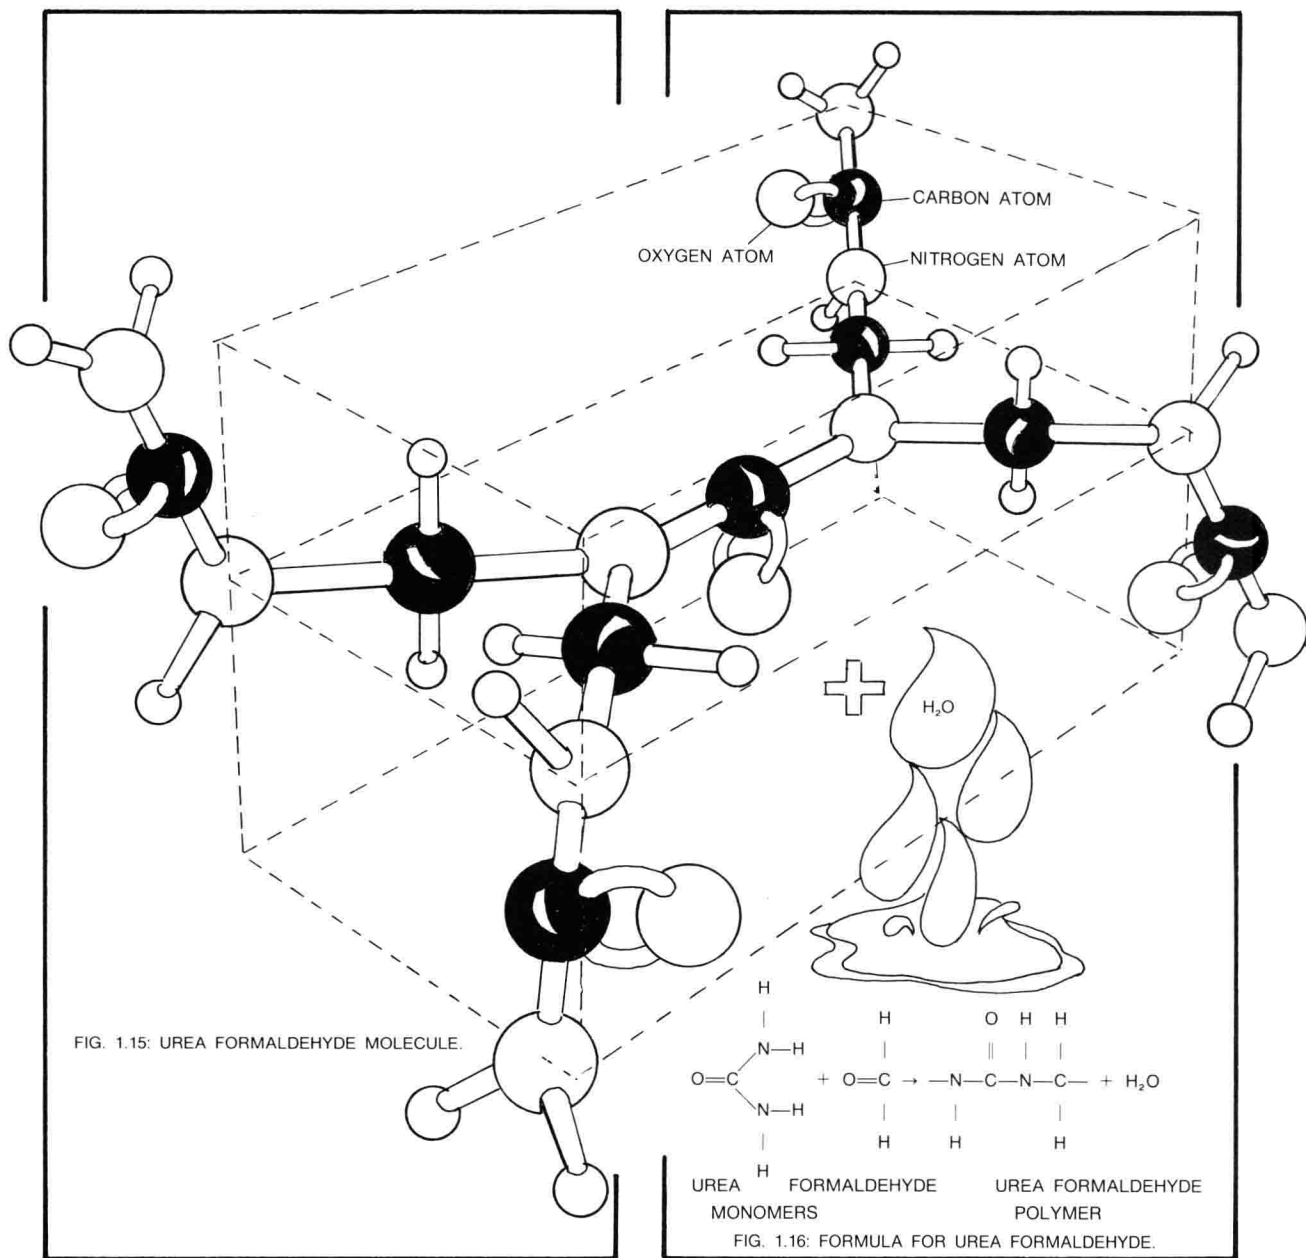 CARBON ATOM
OXYGEN ATOM
NITROGEN ATOM
H₂O
FIG. 1.15: UREA FORMALDEHYDE MOLECULE.
H H O H H
N—H
O=C + O=C → —N—C—N—C— + H₂O
N—H
H H H H
UREA FORMALDEHYDE UREA FORMALDEHYDE
MONOMERS POLYMER
FIG. 1.16: FORMULA FOR UREA FORMALDEHYDE.